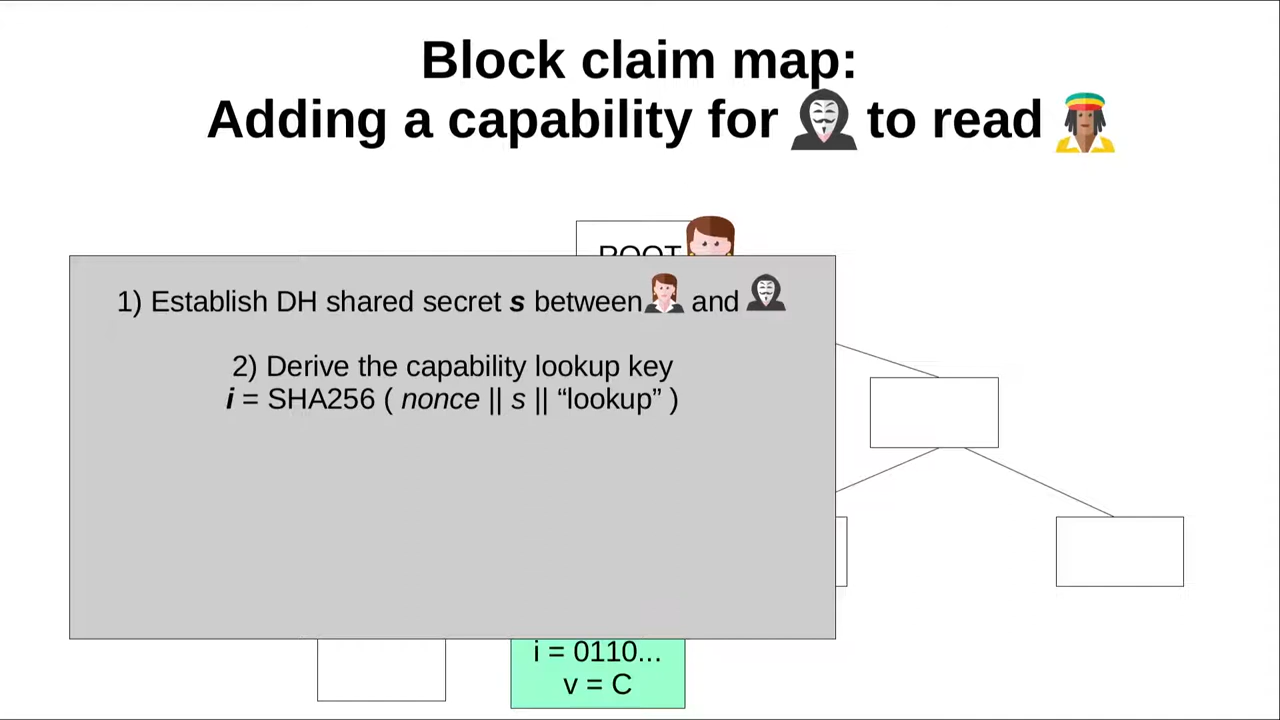 Block claim map:
Adding a capability for to read
ROOT
1) Establish DH shared secret s between and
2) Derive the capability lookup key
i = SHA256 ( nonce || s || “lookup” )
i = 0110...
v = C